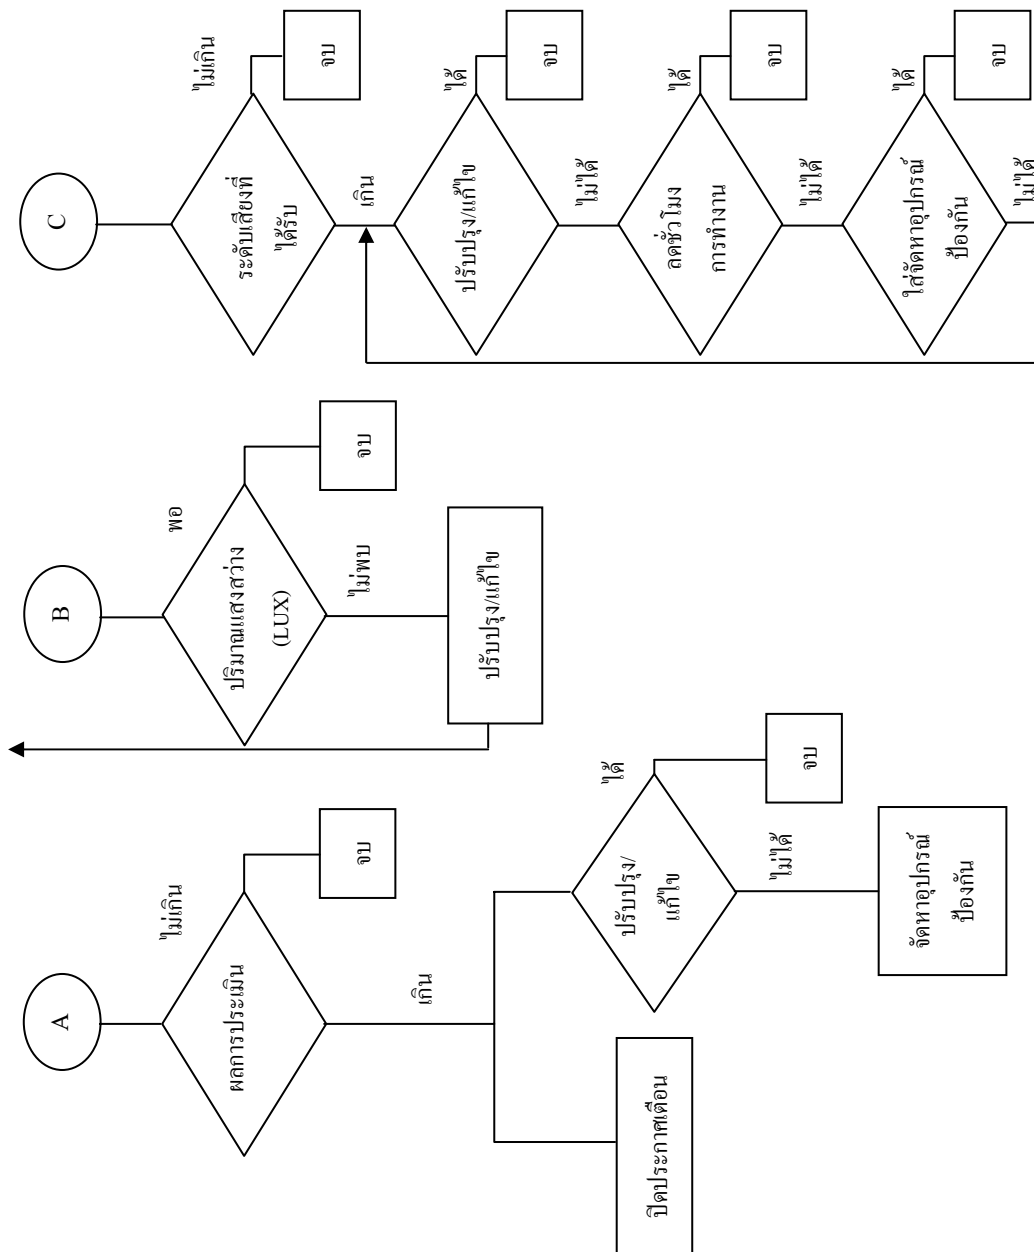 A
ผลการประเมิน
ไม่เกิน
จบ
เกิน
ปิดประกาศเตือน
ปรับปรุง/
แก้ไข
ได้
จบ
ไม่ได้
จัดหาอุปกรณ์
ป้องกัน
B
ปริมาณแสงสว่าง
(LUX)
พอ
จบ
ไม่พบ
ปรับปรุง/แก้ไข
C
ระดับเสียงที่
ได้รับ
ไม่เกิน
จบ
เกิน
ปรับปรุง/แก้ไข
ได้
จบ
ไม่ได้
ลดชั่วโมง
การทำงาน
ได้
จบ
ไม่ได้
ใส่จัดหาอุปกรณ์
ป้องกัน
ได้
จบ
ไม่ได้